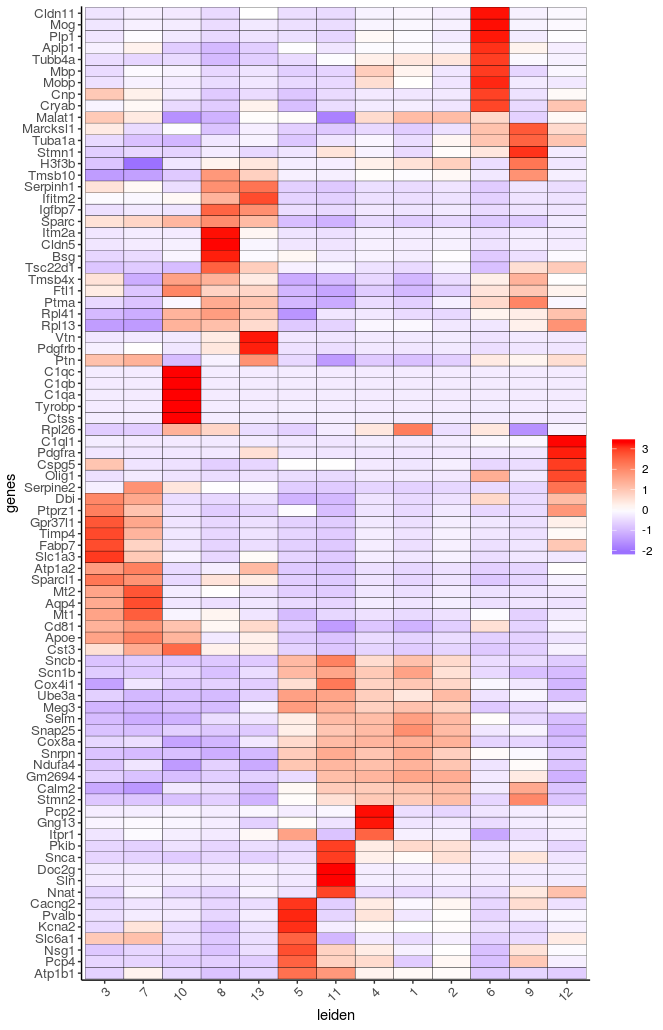 Cldn11
Mog
Plp1
Aplp1
Tubb4a
Mbp
Mobp
Cnp
Cryab
Malat1
Marcksl1
Tuba1a
Stmn1
H3f3b
Tmsb10
Serpinh1
Ifitm2
Igfbp7
Sparc
Itm2a
Cldn5
Bsg
Tsc22d1
Tmsb4x
Ftl1
Ptma
Rpl41
Rpl13
Vtn
Pdgfrb
Ptn
C1qc
C1qb
C1qa
Tyrobp
Ctss
Rpl26
C1ql1
Pdgfra
Cspg5
Olig1
Serpine2
Dbi
Ptprz1
Gpr37l1
Timp4
Fabp7
Slc1a3
Atp1a2
Sparcl1
Mt2
Aqp4
Mt1
Cd81
Apoe
Cst3
Sncb
Scn1b
Cox4i1
Ube3a
Meg3
Selm
Snap25
Cox8a
Snrpn
Ndufa4
Gm2694
Calm2
Stmn2
Pcp2
Gng13
Itpr1
Pkib
Snca
Doc2g
Sln
Nnat
Cacng2
Pvalb
Kcna2
Slc6a1
Nsg1
Pcp4
Atp1b1
genes
3 7 10 8 13 5 11 4 1 2 6 9 12
leiden
3
2
1
0
-1
-2